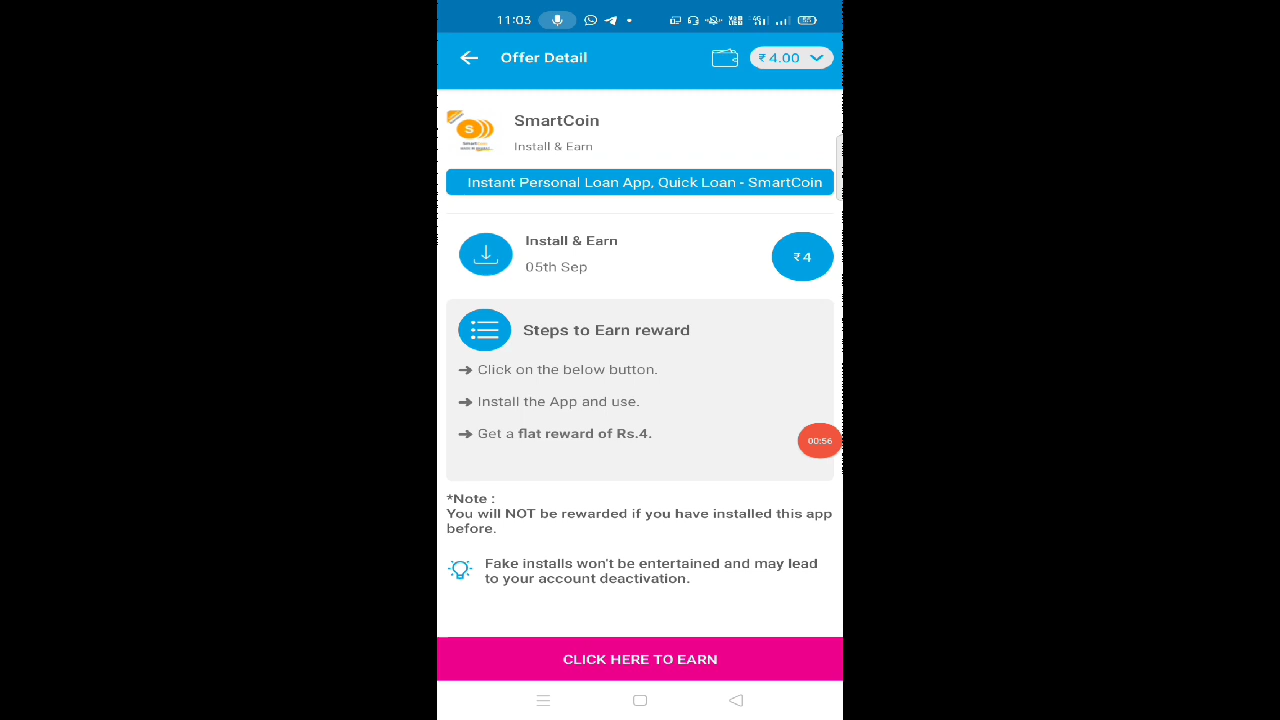 11:03
Offer Detail
₹ 4.00
SmartCoin
Install & Earn
Instant Personal Loan App, Quick Loan - SmartCoin
Install & Earn
05th Sep
₹ 4
Steps to Earn reward
Click on the below button.
Install the App and use.
Get a flat reward of Rs.4.
00:56
*Note :
You will NOT be rewarded if you have installed this app
before.
Fake installs won't be entertained and may lead
to your account deactivation.
CLICK HERE TO EARN